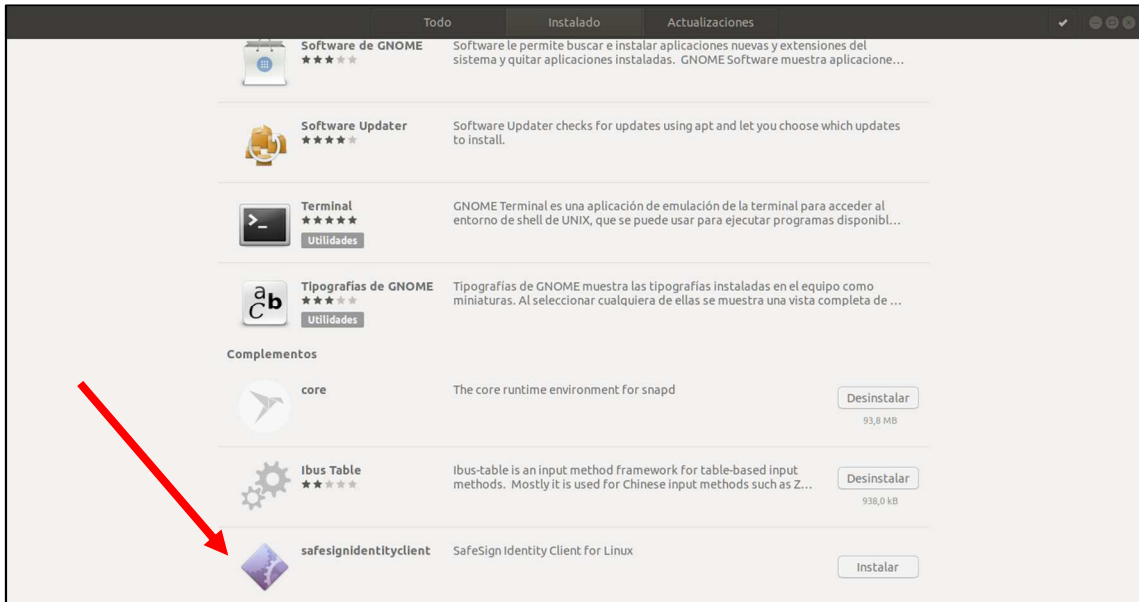 Todo
Instalado
Actualizaciones
Software de GNOME
Software le permite buscar e instalar aplicaciones nuevas y extensiones del
sistema y quitar aplicaciones instaladas. GNOME Software muestra aplicacione...
Software Updater
Software Updater checks for updates using apt and let you choose which updates
to install.
Terminal
Utilidades
GNOME Terminal es una aplicación de emulación de la terminal para acceder al
entorno de shell de UNIX, que se puede usar para ejecutar programas disponibl...
>_
Tipografías de GNOME
Utilidades
Tipografías de GNOME muestra las tipografías instaladas en el equipo como
miniaturas. Al seleccionar cualquiera de ellas se muestra una vista completa de ...
a
Cb
Complementos
core
The core runtime environment for snapd
Desinstalar
93,8 MB
Ibus Table
Ibus-table is an input method framework for table-based input
methods. Mostly it is used for Chinese input methods such as Z...
Desinstalar
938,0 kB
safesignidentityclient
SafeSign Identity Client for Linux
Instalar